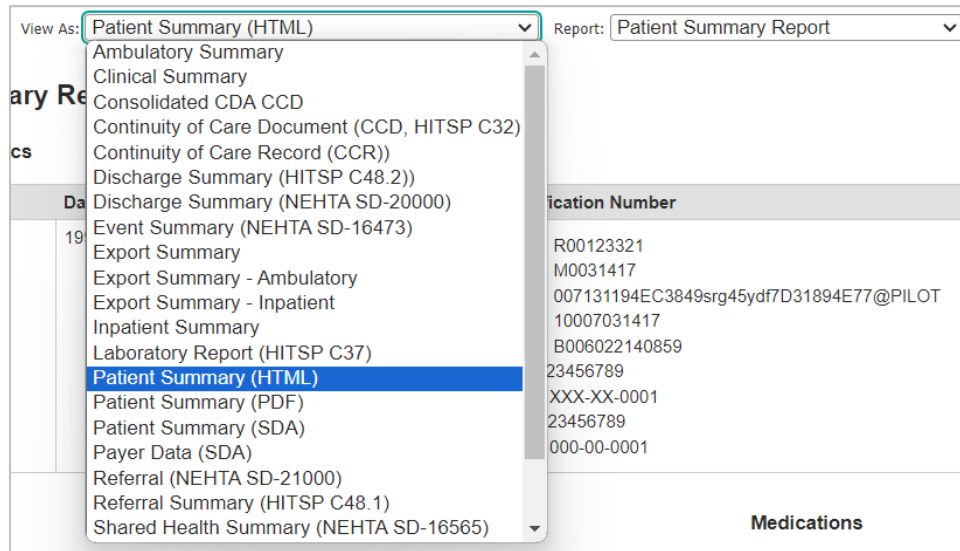 View As: Patient Summary (HTML) Report: Patient Summary Report
Ambulatory Summary
Clinical Summary
ary Re
Consolidated CDA CCD
Continuity of Care Document (CCD, HITSP C32)
cs
Continuity of Care Record (CCR))
Discharge Summary (HITSP C48.2))
Da Discharge Summary (NEHTA SD-20000) ification Number
199 Event Summary (NEHTA SD-16473)
R00123321
Export Summary
M0031417
Export Summary - Ambulatory
007131194EC3849srg45ydf7D31894E77@PILOT
Export Summary - Inpatient
10007031417
Inpatient Summary
B006022140859
Laboratory Report (HITSP C37)
23456789
Patient Summary (HTML)
XXX-XX-0001
Patient Summary (PDF)
23456789
Patient Summary (SDA)
000-00-0001
Payer Data (SDA)
Referral (NEHTA SD-21000)
Referral Summary (HITSP C48.1)
Shared Health Summary (NEHTA SD-16565)
Medications